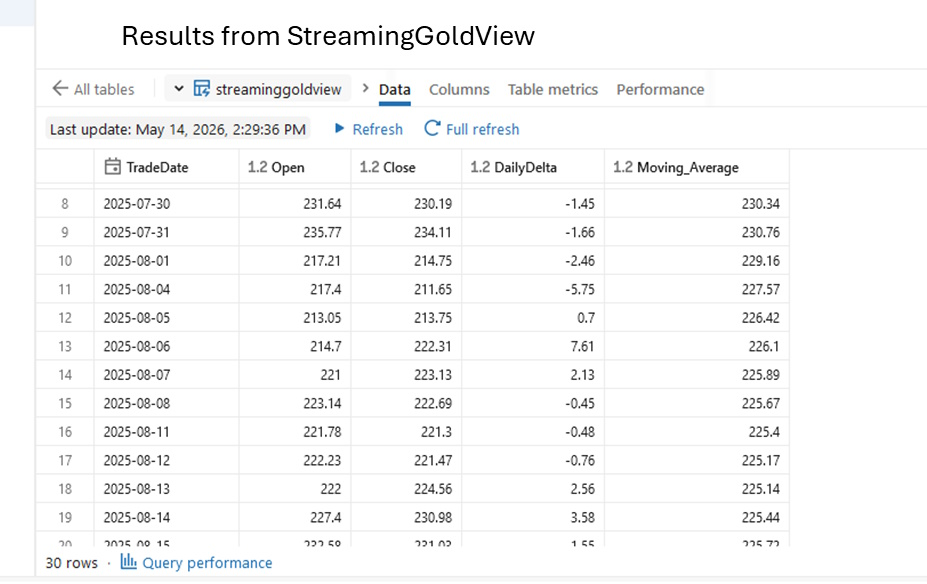 Results from StreamingGoldView
All tables streaminggoldview Data Columns Table metrics Performance
Last update: May 14, 2026, 2:29:36 PM Refresh Full refresh
TradeDate 1.2 Open 1.2 Close 1.2 DailyDelta 1.2 Moving_Average
8 2025-07-30 231.64 230.19 -1.45 230.34
9 2025-07-31 235.77 234.11 -1.66 230.76
10 2025-08-01 217.21 214.75 -2.46 229.16
11 2025-08-04 217.4 211.65 -5.75 227.57
12 2025-08-05 213.05 213.75 0.7 226.42
13 2025-08-06 214.7 222.31 7.61 226.1
14 2025-08-07 221 223.13 2.13 225.89
15 2025-08-08 223.14 222.69 -0.45 225.67
16 2025-08-11 221.78 221.3 -0.48 225.4
17 2025-08-12 222.23 221.47 -0.76 225.17
18 2025-08-13 222 224.56 2.56 225.14
19 2025-08-14 227.4 230.98 3.58 225.44
20 2025-08-15
30 rows · Query performance